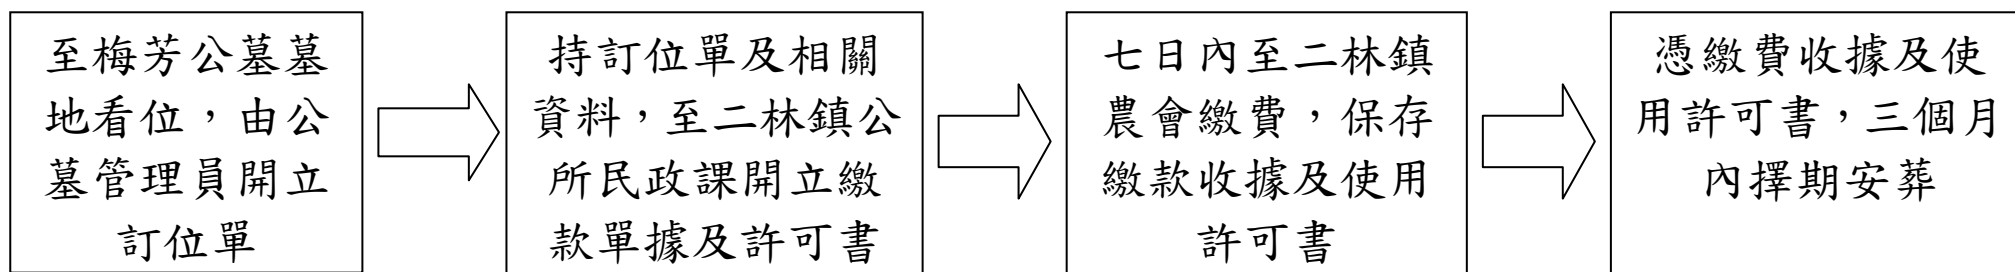 至梅芳公墓墓
地看位，由公
墓管理員開立
訂位單
持訂位單及相關
資料，至二林鎮公
所民政課開立繳
款單據及許可書
七日內至二林鎮
農會繳費，保存
繳款收據及使用
許可書
憑繳費收據及使
用許可書，三個月
內擇期安葬